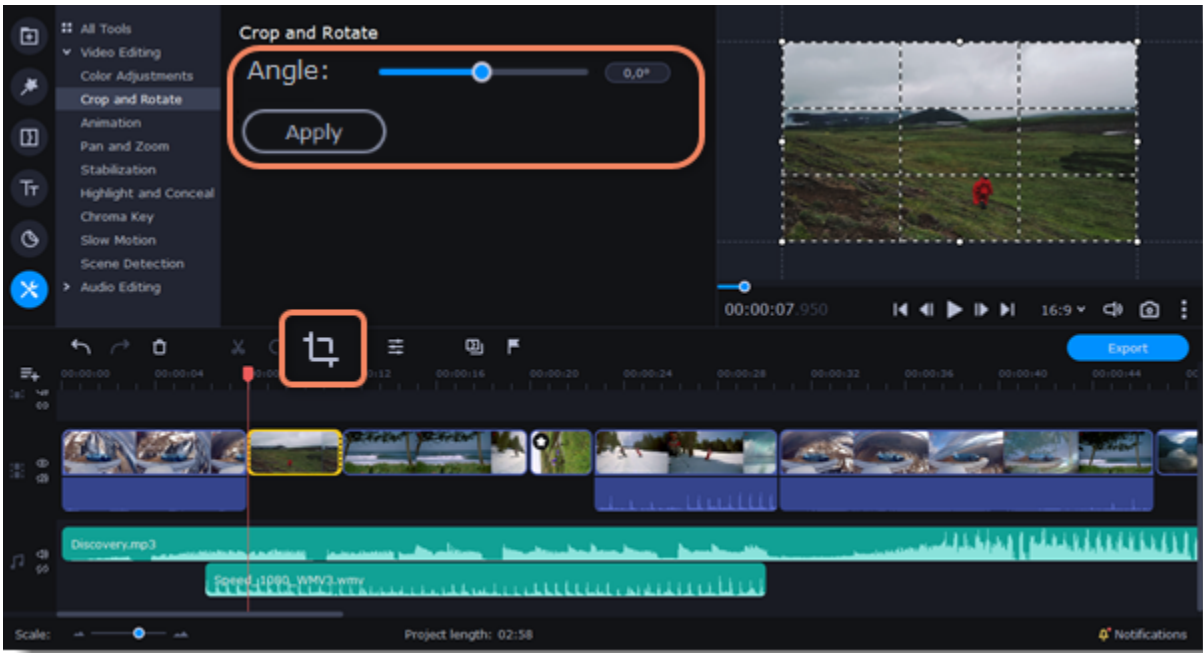 All Tools
Video Editing
Color Adjustments
Crop and Rotate
Animation
Pan and Zoom
Stabilization
Highlight and Conceal
Chroma Key
Slow Motion
Scene Detection
Audio Editing
Crop and Rotate
Angle: 0,0°
Apply
00:00:07.950 16:9
Export
00:00:00 00:00:04 :12 00:00:16 00:00:20 00:00:24 00:00:28 00:00:32 00:00:36 00:00:40 00:00:44
Discovery.mp3
Speed_1080_WMV3.wmv
Scale: Project length: 02:58 Notifications